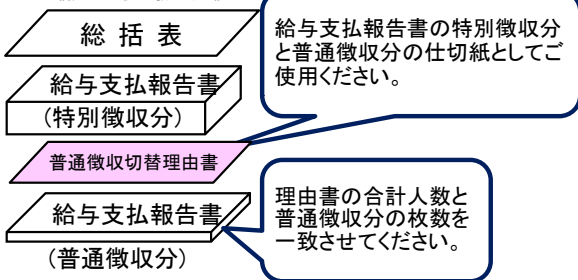 総括表
給与支払報告書の特別徴収分
と普通徴収分の仕切紙としてご
使用ください。
給与支払報告書
(特別徴収分)
普通徴収切替理由書
給与支払報告書
(普通徴収分)
理由書の合計人数と
普通徴収分の枚数を
一致させてください。